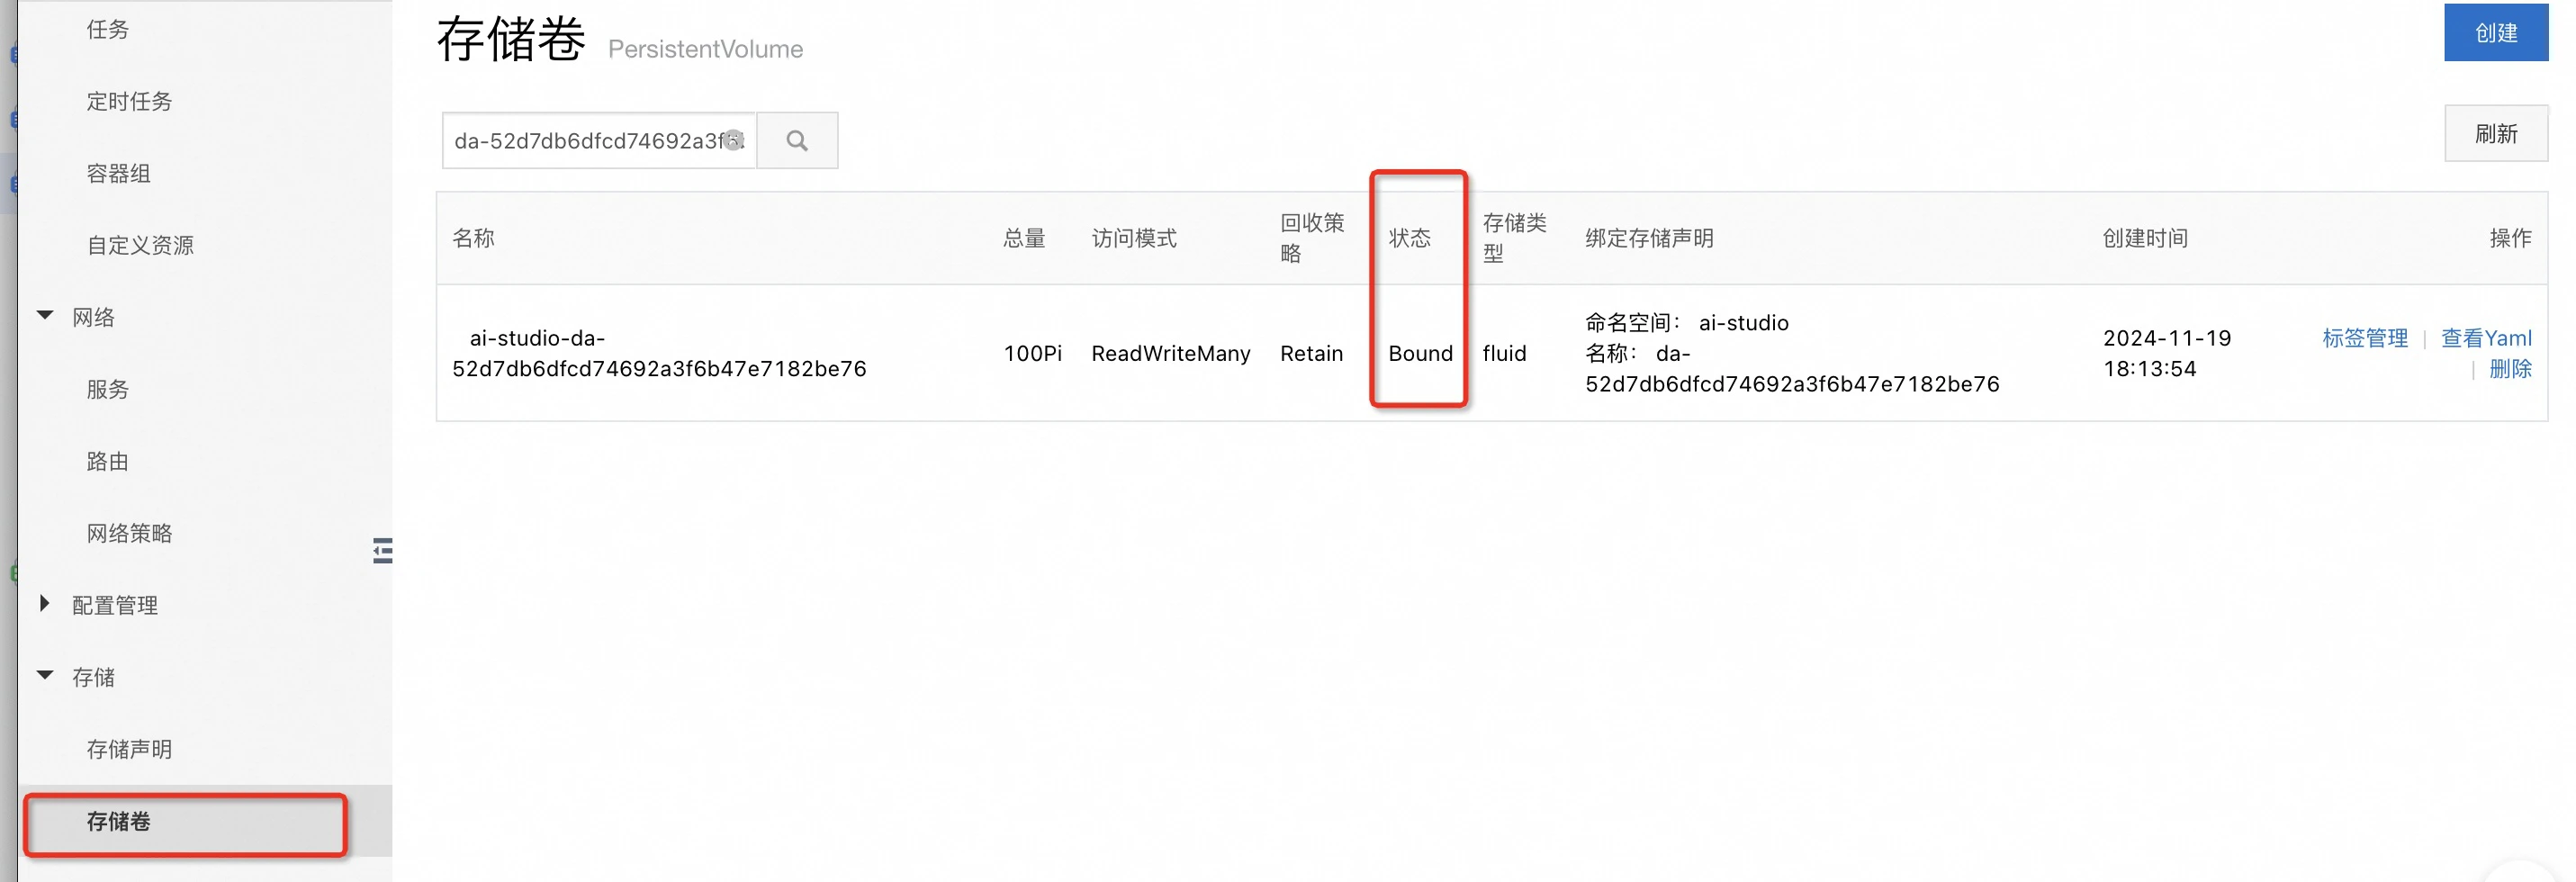 任务
定时任务
容器组
自定义资源
网络
服务
路由
网络策略
配置管理
存储
存储声明
存储卷
存储卷 PersistentVolume
创建
da-52d7db6dfcd74692a3f
刷新
名称 总量 访问模式 回收策略 状态 存储类型 绑定存储声明 创建时间 操作
ai-studio-da-
52d7db6dfcd74692a3f6b47e7182be76
100Pi
ReadWriteMany
Retain
Bound
fluid
命名空间： ai-studio
名称： da-
52d7db6dfcd74692a3f6b47e7182be76
2024-11-19
18:13:54
标签管理 | 查看Yaml
| 删除